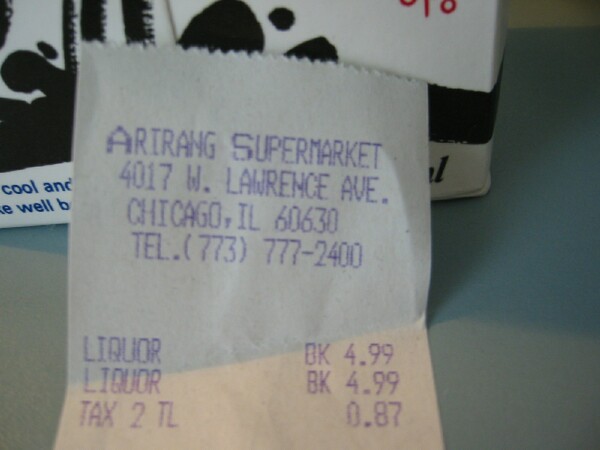 cool and
ke well b
ARIRANG SUPERMARKET
4017 W. LAWRENCE AVE.
CHICAGO, IL 60630
TEL.(773) 777-2400
LIQUOR BK 4.99
LIQUOR BK 4.99
TAX 2 TL 0.87